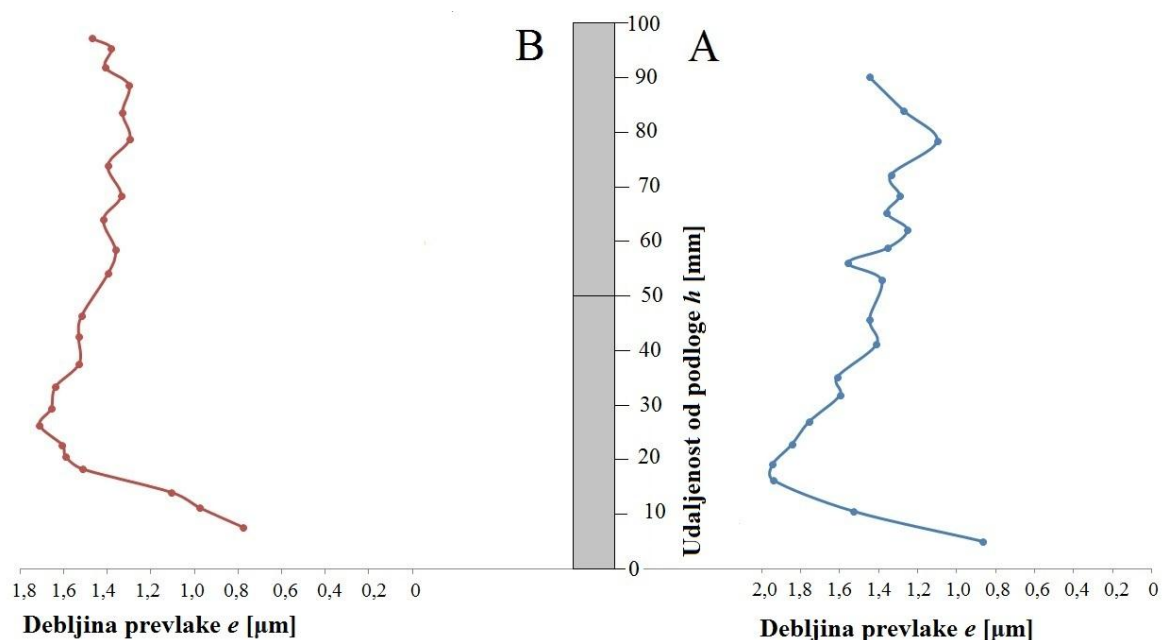 B
A
100
90
80
70
60
50
40
30
20
10
0
Udaljenost od podloge h [mm]
1,8 1,6 1,4 1,2 1,0 0,8 0,6 0,4 0,2 0
Debljina prevlake e [μm]
2,0 1,8 1,6 1,4 1,2 1,0 0,8 0,6 0,4 0,2 0
Debljina prevlake e [μm]